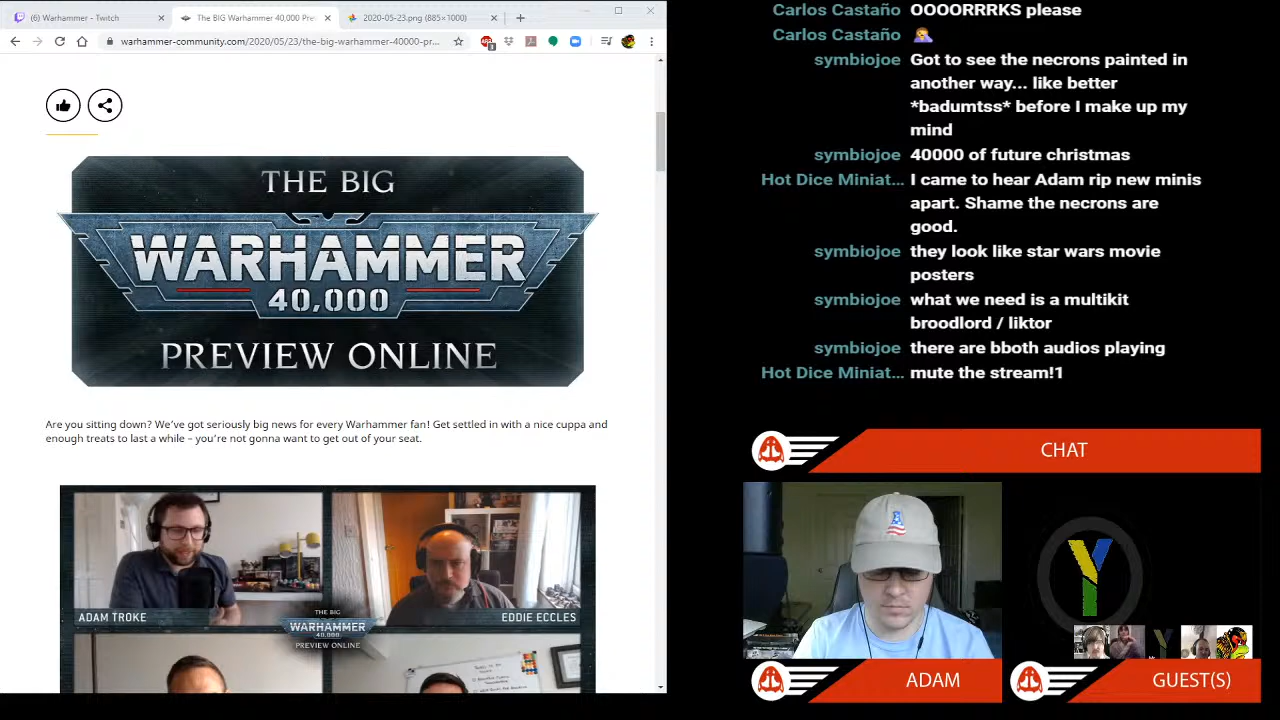 (6) Warhammer - Twitch
The BIG Warhammer 40,000 Pre
2020-05-23.png (885×1000)
warhammer-community.com/2020/05/23/the-big-warhammer-40000-pr...
THE BIG
WARHAMMER
40,000
PREVIEW ONLINE
Are you sitting down? We've got seriously big news for every Warhammer fan! Get settled in with a nice cuppa and
enough treats to last a while – you're not gonna want to get out of your seat.
ADAM TROKE
EDDIE ECCLES
THE BIG
WARHAMMER
40,000
PREVIEW ONLINE
Carlos Castaño OOOORRRKS please
Carlos Castaño 🤦
symbiojoe Got to see the necrons painted in
another way... like better
*badumtss* before I make up my
mind
symbiojoe 40000 of future christmas
Hot Dice Miniat... I came to hear Adam rip new minis
apart. Shame the necrons are
good.
symbiojoe they look like star wars movie
posters
symbiojoe what we need is a multikit
broodlord / liktor
symbiojoe there are bboth audios playing
Hot Dice Miniat... mute the stream!1
CHAT
Y
ADAM
GUEST(S)